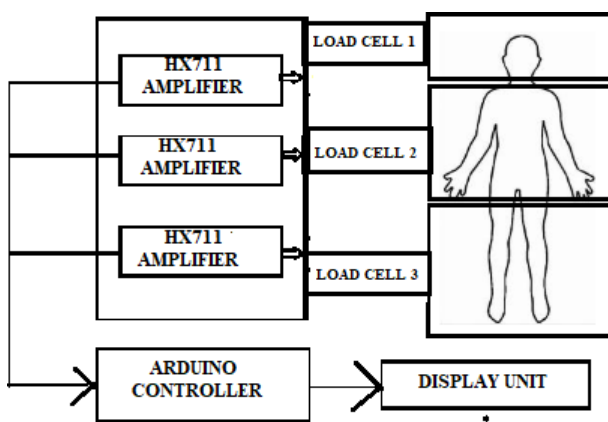 HX711
AMPLIFIER
HX711
AMPLIFIER
HX711
AMPLIFIER
LOAD CELL 1
LOAD CELL 2
LOAD CELL 3
ARDUINO
CONTROLLER
DISPLAY UNIT